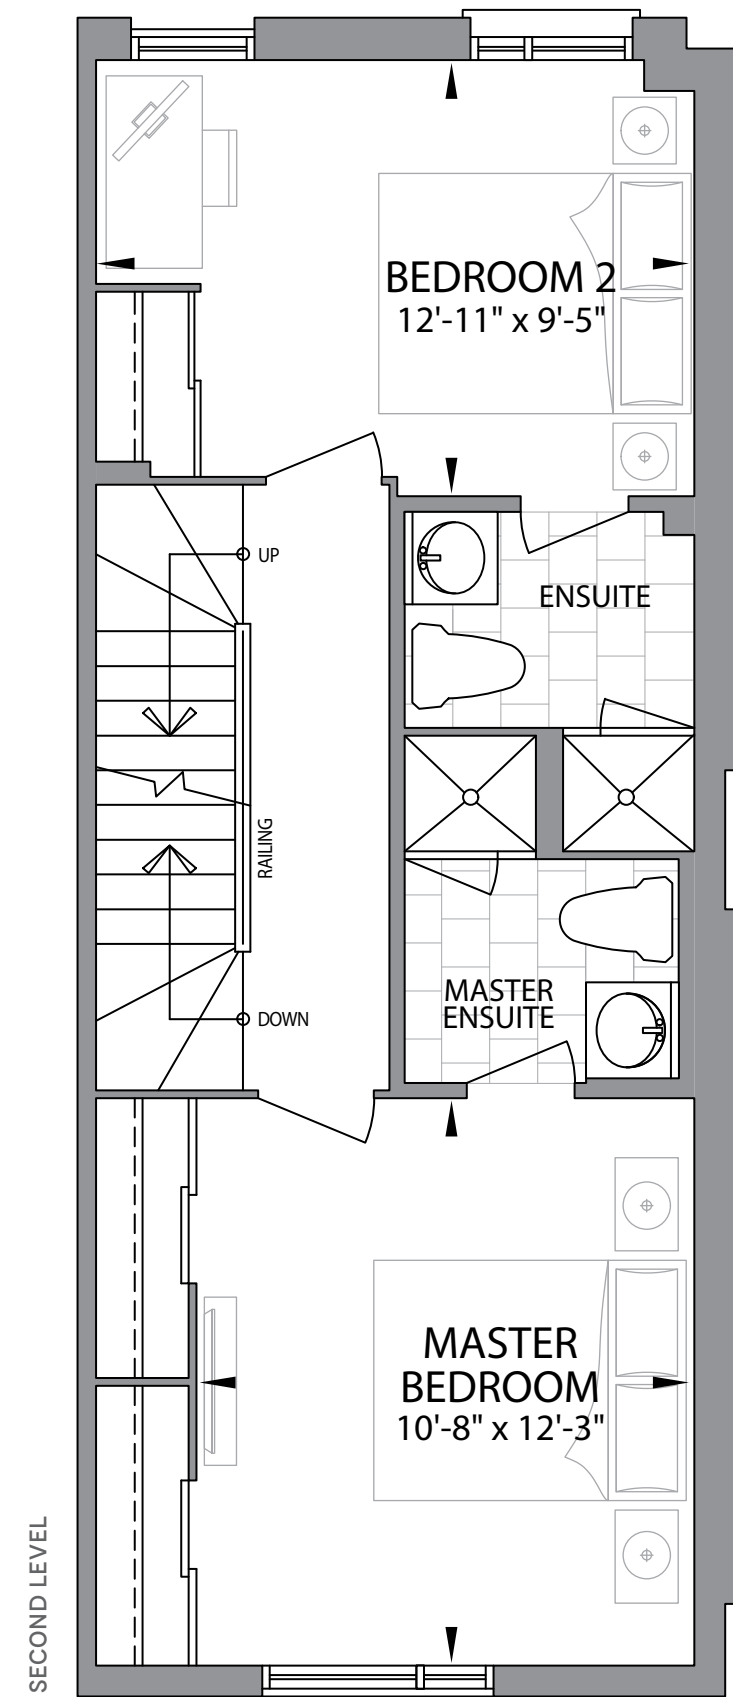 BEDROOM 2
12'-11" x 9'-5"
UP
ENSUITE
RAILING
MASTER
ENSUITE
DOWN
MASTER
BEDROOM
10'-8" x 12'-3"
SECOND LEVEL